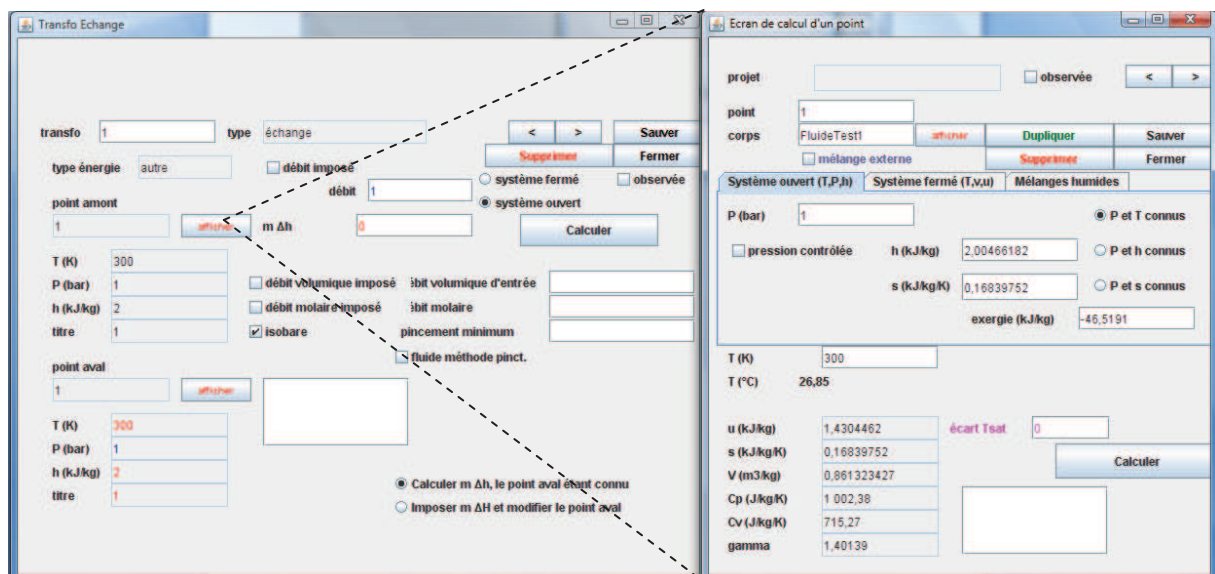 Transfo Echange
transfo 1 type échange < > Sauver
Supprimer Fermer
type énergie autre débit imposé système fermé observée
débit 1
point amont système ouvert
1 afficher m Δh 0 Calculer
T (K) 300
P (bar) 1 débit volumique imposé ébit volumique d'entrée
h (kJ/kg) 2 débit molaire imposé ébit molaire
titre 1 isobare pincement minimum
fluide méthode pinct.
point aval
1 afficher
T (K) 300
P (bar) 1
h (kJ/kg) 2
titre 1
Calculer m Δh, le point aval étant connu
Imposer m ΔH et modifier le point aval
Ecran de calcul d'un point
projet observée < >
point 1
corps FluideTest1 afficher Dupliquer Sauver
mélange externe Supprimer Fermer
Système ouvert (T,P,h) Système fermé (T,v,u) Mélanges humides
P (bar) 1 P et T connus
pression contrôlée h (kJ/kg) 2,00466182 P et h connus
s (kJ/kg/K) 0,16839752 P et s connus
exergie (kJ/kg) -46,5191
T (K) 300
T (°C) 26,85
u (kJ/kg) 1,4304462 écart Tsat 0
s (kJ/kg/K) 0,16839752
Calculer
V (m3/kg) 0,861323427
Cp (J/kg/K) 1 002,38
Cv (J/kg/K) 715,27
gamma 1,40139